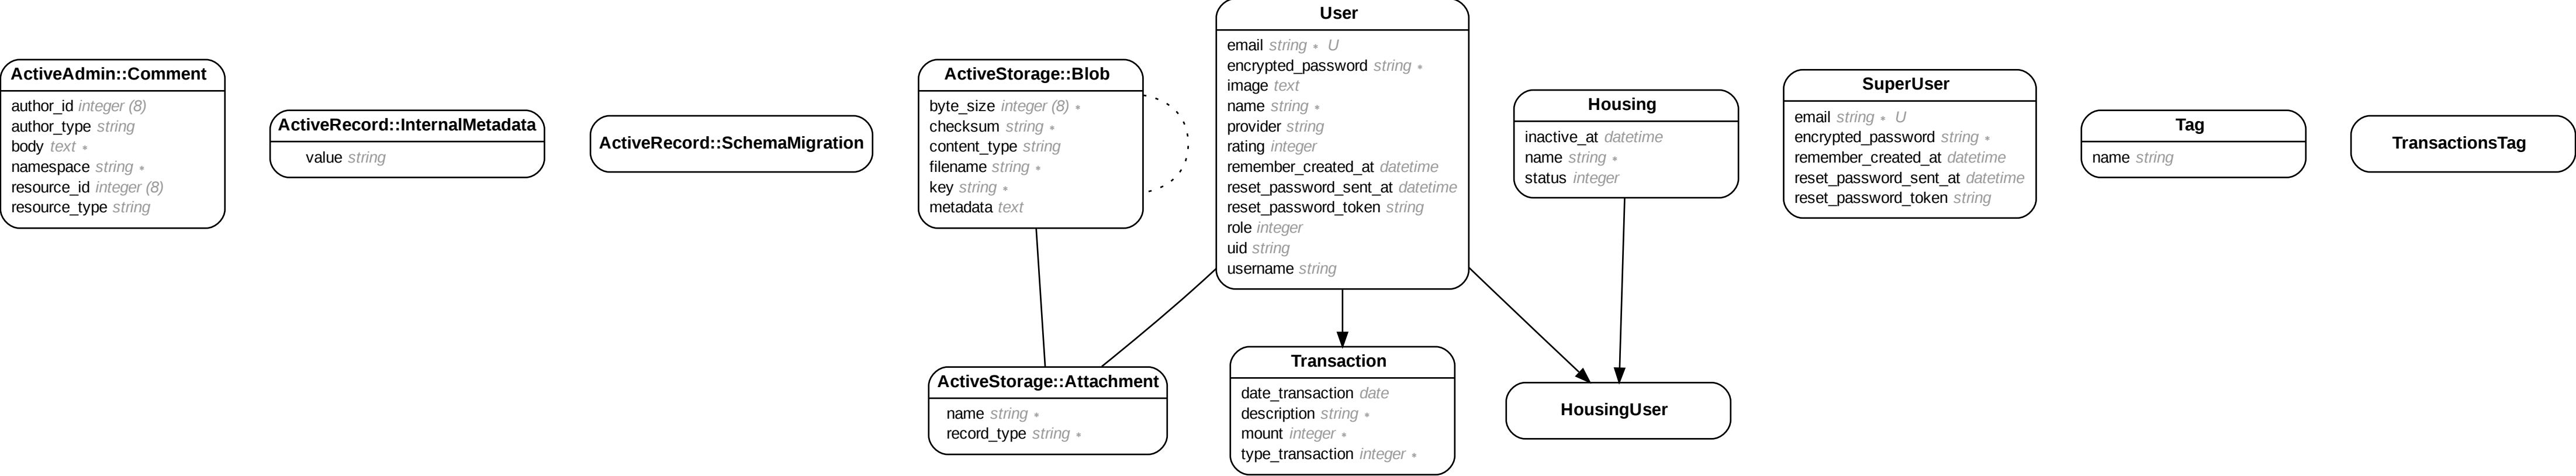 ActiveAdmin::Comment
author_id integer (8)
author_type string
body text *
namespace string *
resource_id integer (8)
resource_type string
ActiveRecord::InternalMetadata
value string
ActiveRecord::SchemaMigration
ActiveStorage::Blob
byte_size integer (8) *
checksum string *
content_type string
filename string *
key string *
metadata text
User
email string * U
encrypted_password string *
image text
name string *
provider string
rating integer
remember_created_at datetime
reset_password_sent_at datetime
reset_password_token string
role integer
uid string
username string
Housing
inactive_at datetime
name string *
status integer
SuperUser
email string * U
encrypted_password string *
remember_created_at datetime
reset_password_sent_at datetime
reset_password_token string
Tag
name string
TransactionsTag
ActiveStorage::Attachment
name string *
record_type string *
Transaction
date_transaction date
description string *
mount integer *
type_transaction integer *
HousingUser